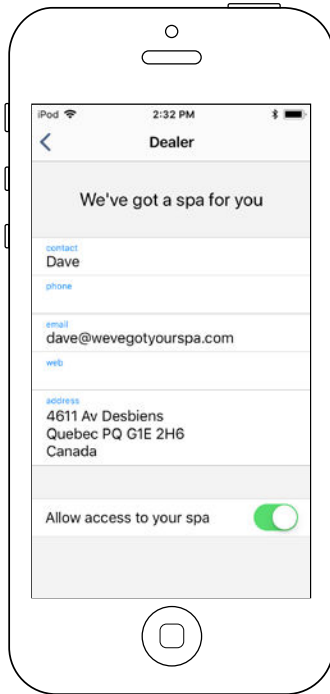 iPod 2:32 PM
Dealer
We've got a spa for you
contact
Dave
phone
email
dave@wevegotyourspa.com
web
address
4611 Av Desbiens
Quebec PQ G1E 2H6
Canada
Allow access to your spa